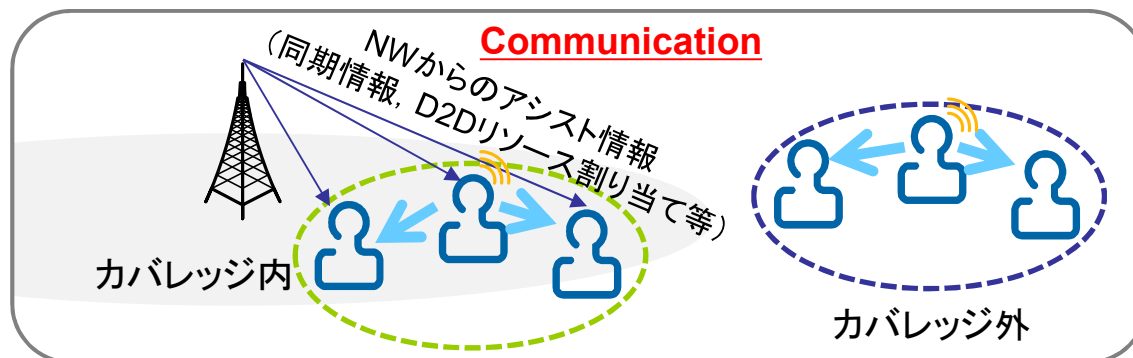 Communication
NWからのアシスト情報
（同期情報, D2Dリソース割り当て等）
カバレッジ内
カバレッジ外